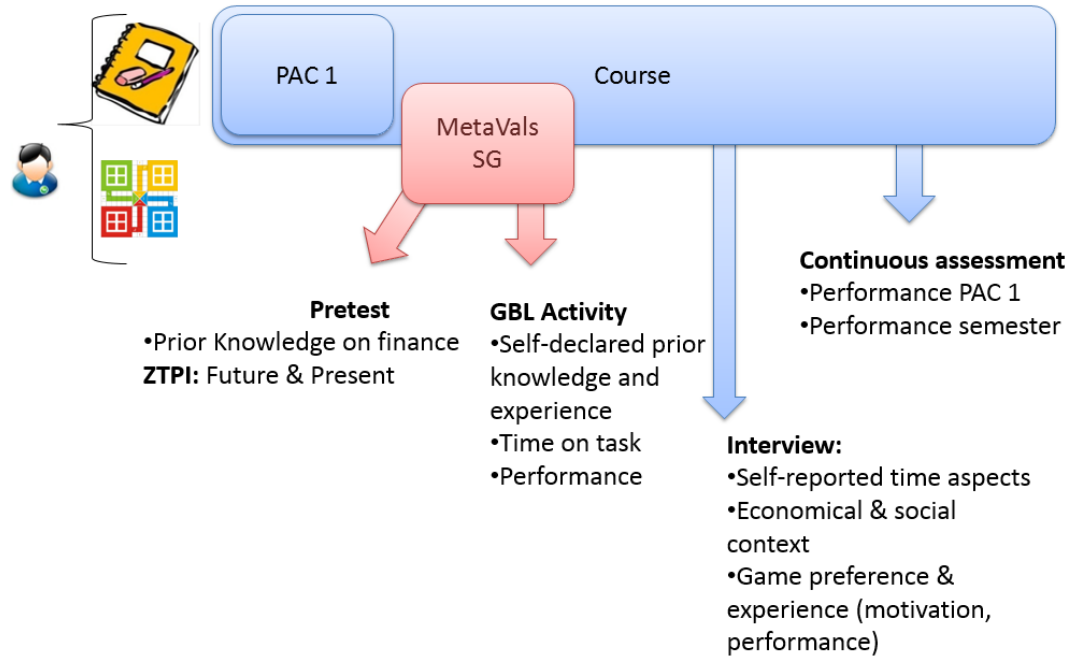 PAC 1
Course
MetaVals
SG
Pretest
•Prior Knowledge on finance
ZTPI: Future & Present
GBL Activity
•Self-declared prior
knowledge and
experience
•Time on task
•Performance
Interview:
•Self-reported time aspects
•Economical & social
context
•Game preference &
experience (motivation,
performance)
Continuous assessment
•Performance PAC 1
•Performance semester